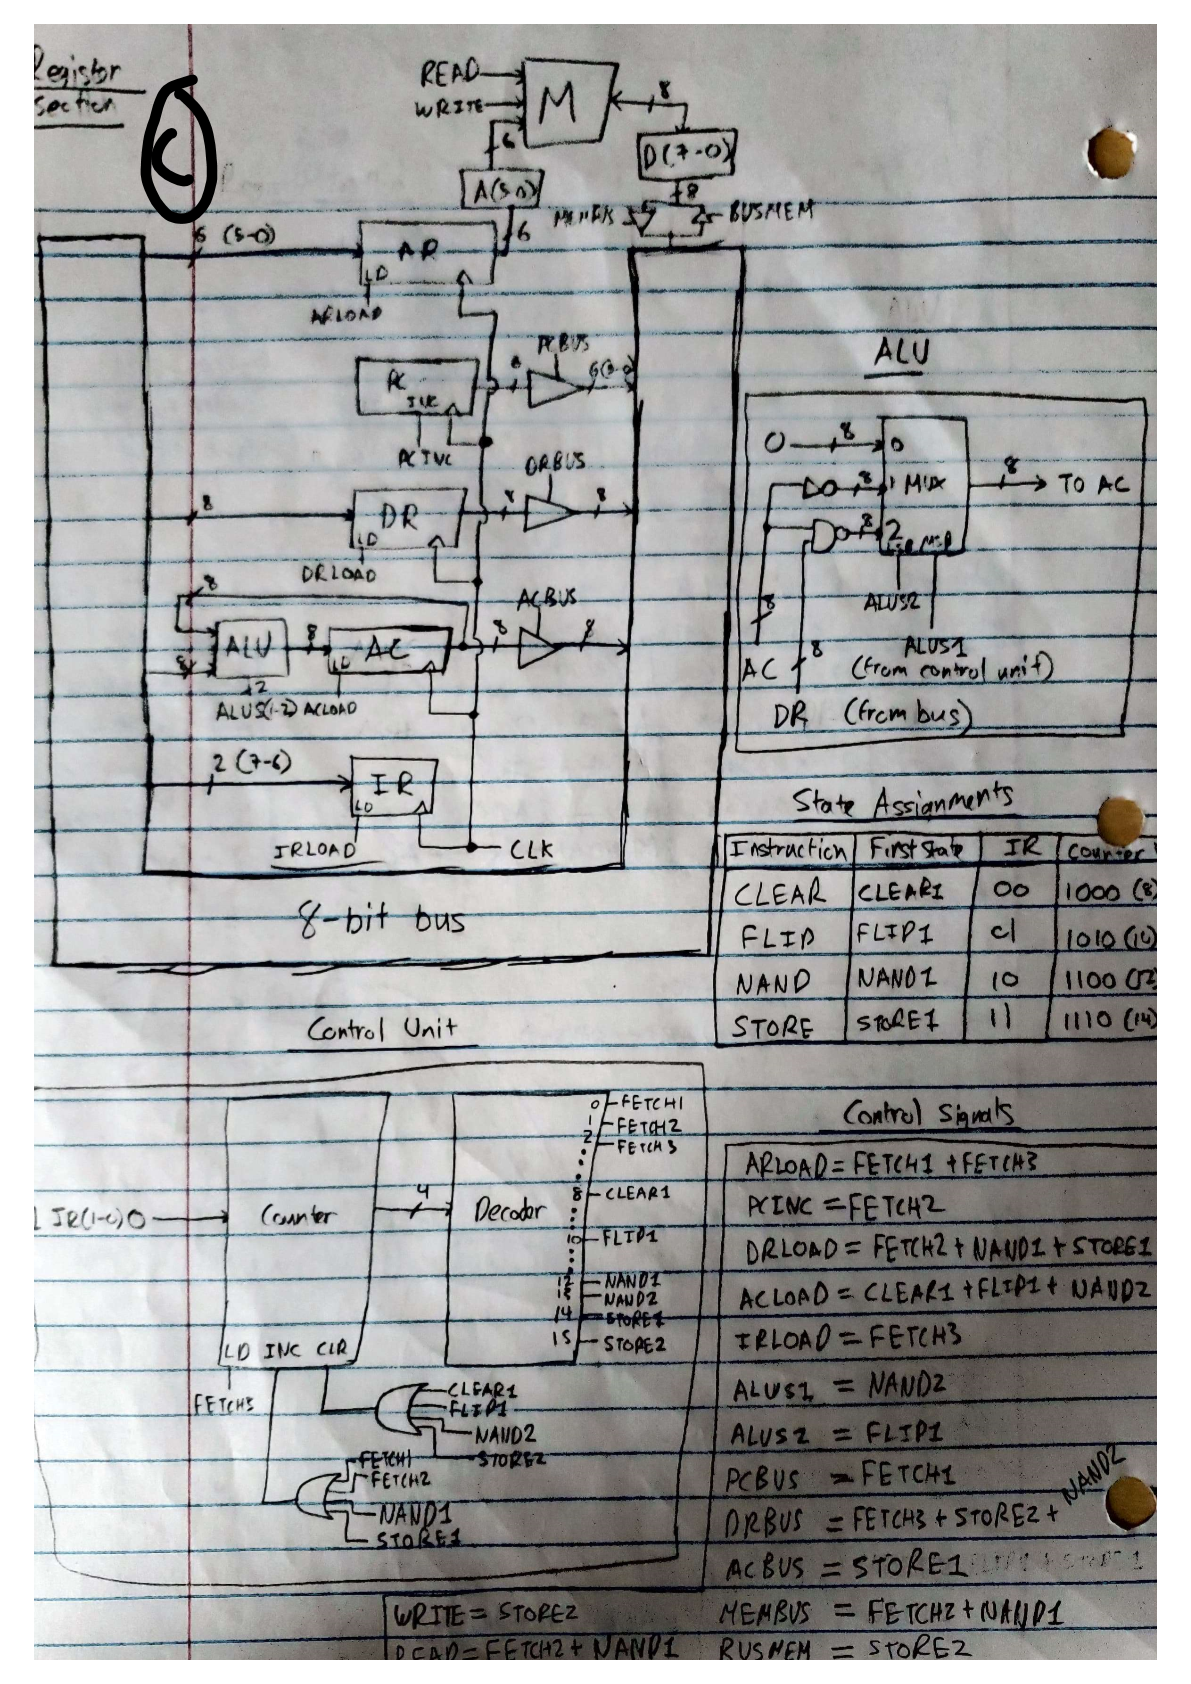 Register
section
C
READ
WRITE
M
8
6
D(7-0)
A(5-0)
8
MEMBUS
BUSMEM
6 (5-0)
AR
LD
6
ARLOAD
PC
INC
8
PCBUS
PCINC
8
DR
LD
8
DRBUS
8
DRLOAD
8
ALU
8
AC
LD
8
ACBUS
8
8
2
ALUS(1-2)
ACLOAD
2 (7-6)
IR
LD
IRLOAD
CLK
8-bit bus
ALU
0
8
0
8
1 MUX
8
TO AC
8
2
ALUS2
ALUS1
(from control unit)
8
AC
8
DR (from bus)
State Assignments
Instruction First State IR Counter
CLEAR CLEAR1 00 1000 (8)
FLIP FLIP1 01 1010 (10)
NAND NAND1 10 1100 (12)
STORE STORE1 11 1110 (14)
Control Unit
1 IR(1-0) 0
Counter
LD INC CLR
FETCH3
4
Decoder
0 FETCH1
1 FETCH2
2 FETCH3
8 CLEAR1
10 FLIP1
12 NAND1
13 NAND2
14 STORE1
15 STORE2
CLEAR1
FLIP1
NAND2
STORE2
FETCH1
FETCH2
NAND1
STORE1
Control Signals
ARLOAD = FETCH1 + FETCH3
PCINC = FETCH2
DRLOAD = FETCH2 + NAND1 + STORE1
ACLOAD = CLEAR1 + FLIP1 + NAND2
IRLOAD = FETCH3
ALUS1 = NAND2
ALUS2 = FLIP1
PCBUS = FETCH1
DRBUS = FETCH3 + STORE2 + NAND2
ACBUS = STORE1
MEMBUS = FETCH2 + NAND1
BUSMEM = STORE2
WRITE = STORE2
READ = FETCH2 + NAND1